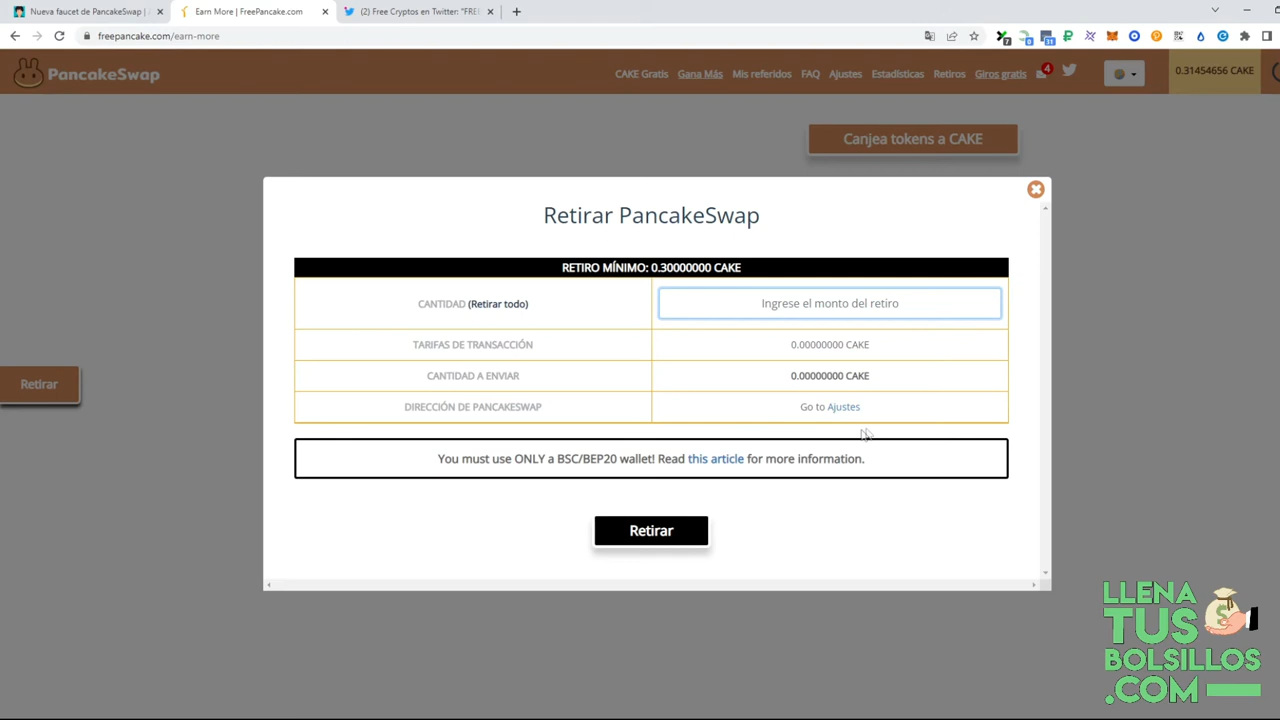 Nueva faucet de PancakeSwap |
Earn More | FreePancake.com
(2) Free Cryptos en Twitter: "FRE
freepancake.com/earn-more
PancakeSwap
CAKE Gratis
Gana Más
Mis referidos
FAQ
Ajustes
Estadísticas
Retiros
Giros gratis
4
0.31454656 CAKE
Canjea tokens a CAKE
Retirar PancakeSwap
RETIRO MÍNIMO: 0.30000000 CAKE
CANTIDAD (Retirar todo)
Ingrese el monto del retiro
TARIFAS DE TRANSACCIÓN
0.00000000 CAKE
CANTIDAD A ENVIAR
0.00000000 CAKE
DIRECCIÓN DE PANCAKESWAP
Go to Ajustes
Retirar
You must use ONLY a BSC/BEP20 wallet! Read this article for more information.
Retirar
LLENA
TUS
BOLSILLOS
.COM